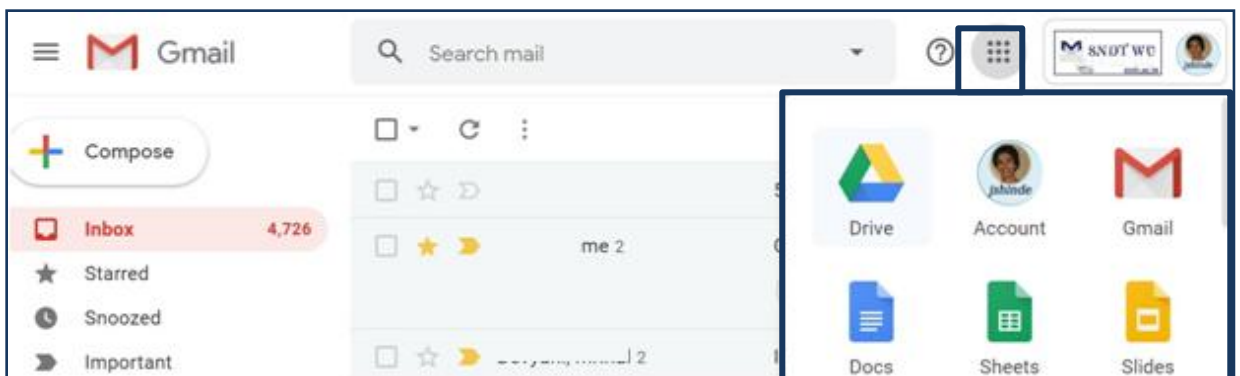 Gmail
Search mail
SNDT WU
Compose
Inbox 4,726
Starred
Snoozed
Important
me 2
2
Drive
jshinde
Account
Gmail
Docs
Sheets
Slides